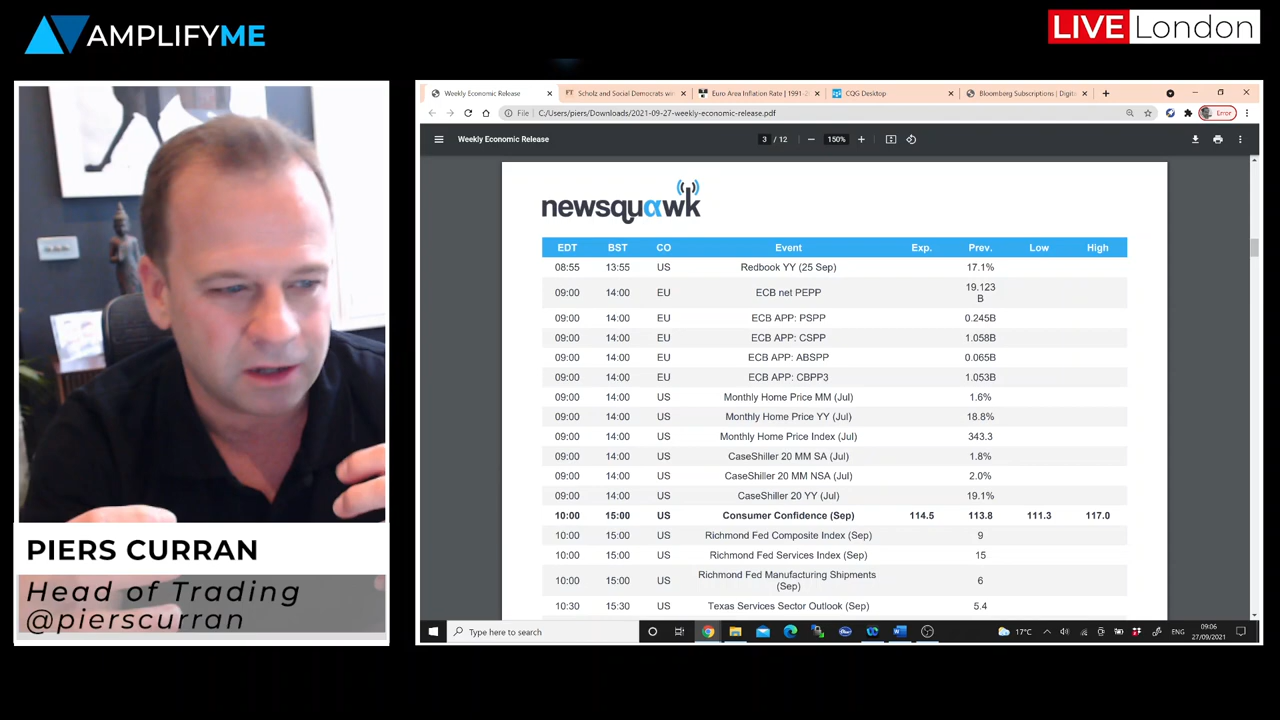 AMPLIFYME
LIVE London
Weekly Economic Release
Scholz and Social Democrats wi
Euro Area Inflation Rate | 1991-2
CQG Desktop
Bloomberg Subscriptions | Digit
File C:/Users/piers/Downloads/2021-09-27-weekly-economic-release.pdf
Error
Weekly Economic Release
3 / 12
150%
newsquawk
EDT BST CO Event Exp. Prev. Low High
08:55 13:55 US Redbook YY (25 Sep) 17.1%
09:00 14:00 EU ECB net PEPP 19.123
B
09:00 14:00 EU ECB APP: PSPP 0.245B
09:00 14:00 EU ECB APP: CSPP 1.058B
09:00 14:00 EU ECB APP: ABSPP 0.065B
09:00 14:00 EU ECB APP: CBPP3 1.053B
09:00 14:00 US Monthly Home Price MM (Jul) 1.6%
09:00 14:00 US Monthly Home Price YY (Jul) 18.8%
09:00 14:00 US Monthly Home Price Index (Jul) 343.3
09:00 14:00 US CaseShiller 20 MM SA (Jul) 1.8%
09:00 14:00 US CaseShiller 20 MM NSA (Jul) 2.0%
09:00 14:00 US CaseShiller 20 YY (Jul) 19.1%
10:00 15:00 US Consumer Confidence (Sep) 114.5 113.8 111.3 117.0
10:00 15:00 US Richmond Fed Composite Index (Sep) 9
10:00 15:00 US Richmond Fed Services Index (Sep) 15
10:00 15:00 US Richmond Fed Manufacturing Shipments 6
(Sep)
10:30 15:30 US Texas Services Sector Outlook (Sep) 5.4
Type here to search
17°C
ENG
09:06
27/09/2021
PIERS CURRAN
Head of Trading
@pierscurran